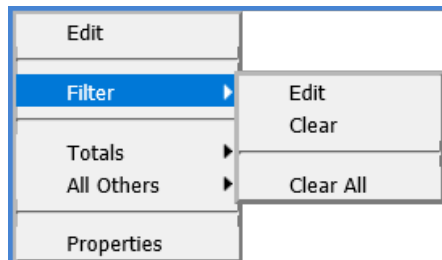 Edit
Filter
Totals
All Others
Properties
Edit
Clear
Clear All